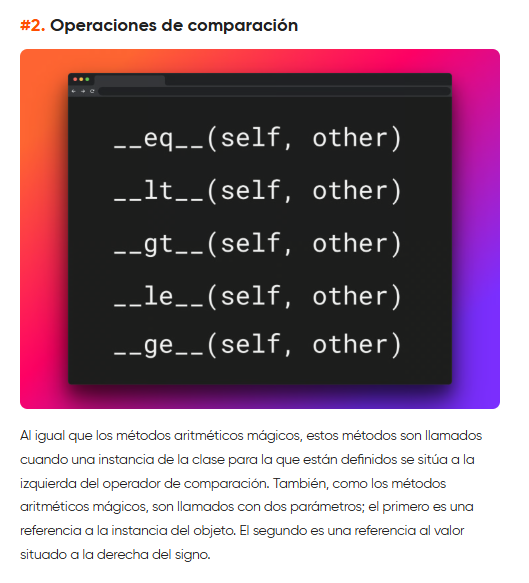 #2. Operaciones de comparación
__eq__(self, other)
__lt__(self, other)
__gt__(self, other)
__le__(self, other)
__ge__(self, other)
Al igual que los métodos aritméticos mágicos, estos métodos son llamados
cuando una instancia de la clase para la que están definidos se sitúa a la
izquierda del operador de comparación. También, como los métodos
aritméticos mágicos, son llamados con dos parámetros; el primero es una
referencia a la instancia del objeto. El segundo es una referencia al valor
situado a la derecha del signo.